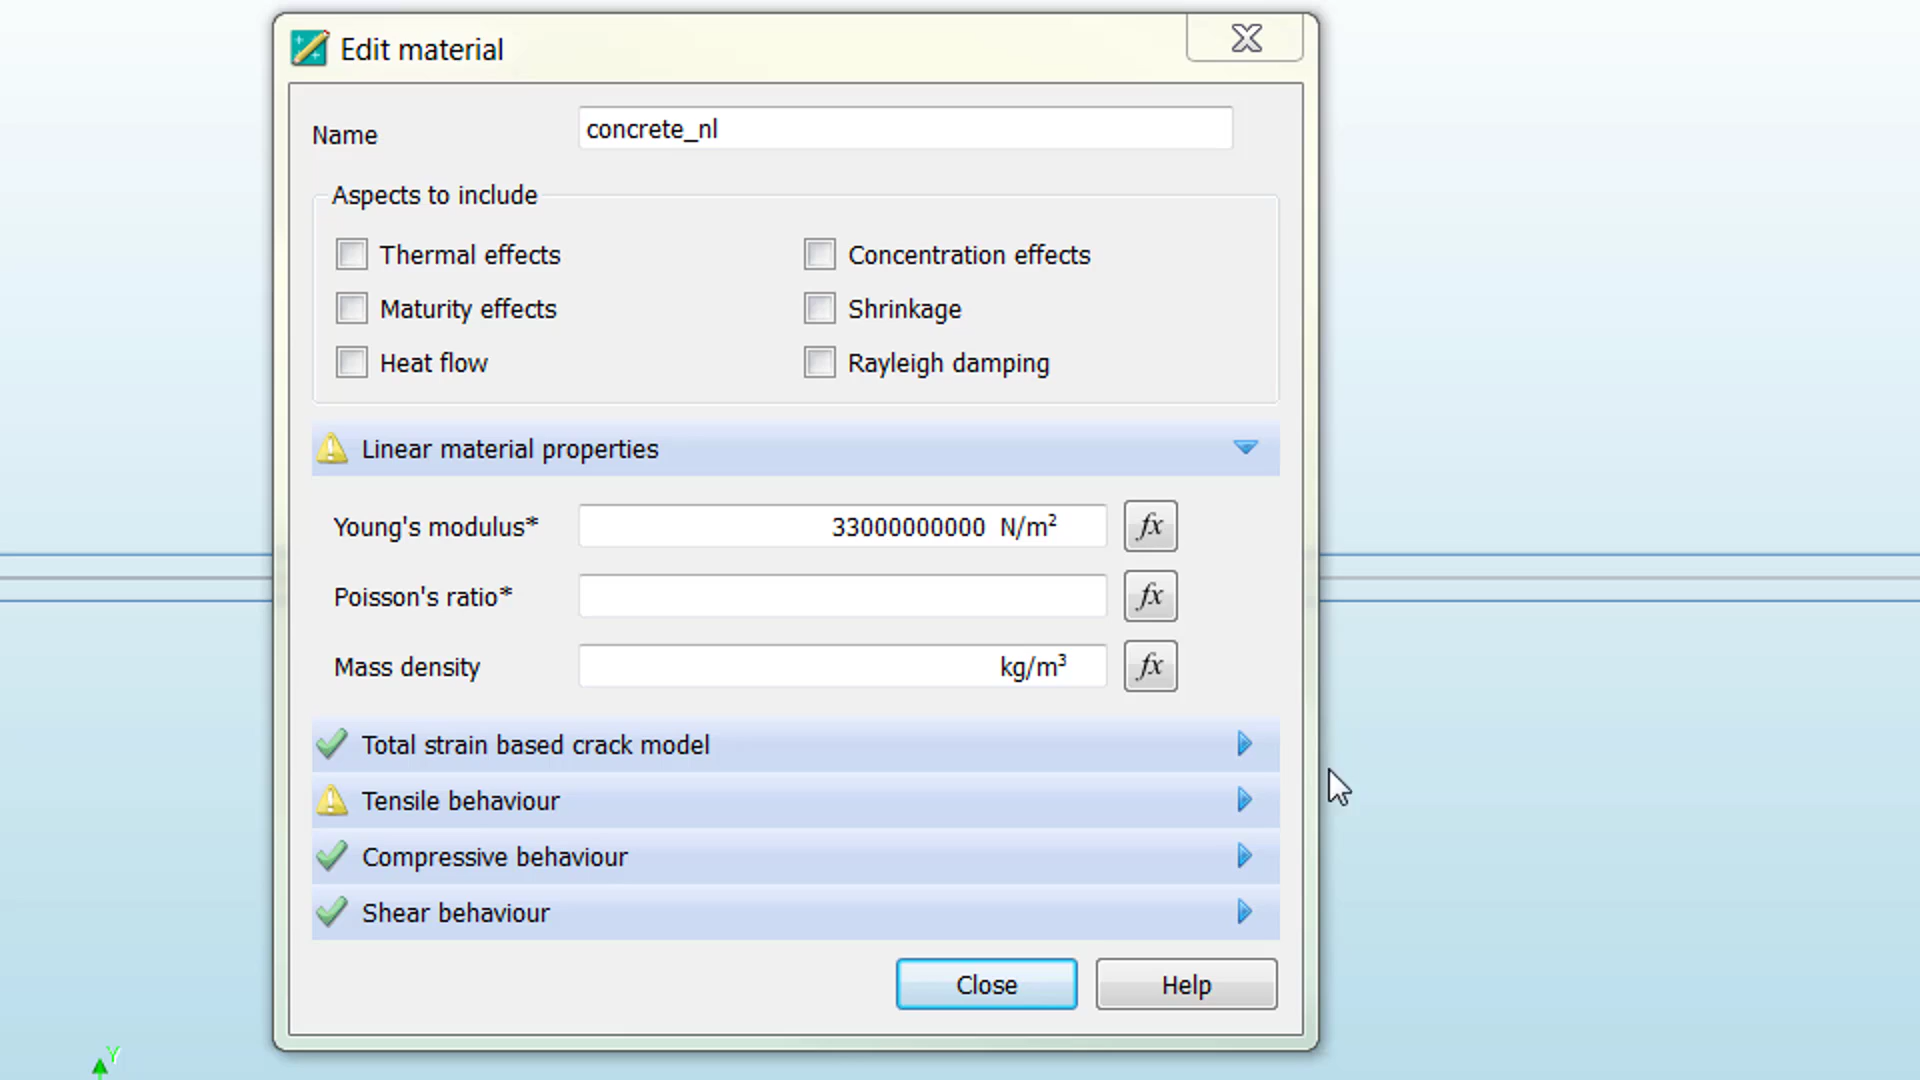 Edit material
Name concrete_nl
Aspects to include
Thermal effects Concentration effects
Maturity effects Shrinkage
Heat flow Rayleigh damping
Linear material properties
Young's modulus* 33000000000 N/m² fx
Poisson's ratio* fx
Mass density kg/m³ fx
Total strain based crack model
Tensile behaviour
Compressive behaviour
Shear behaviour
Close Help
Y